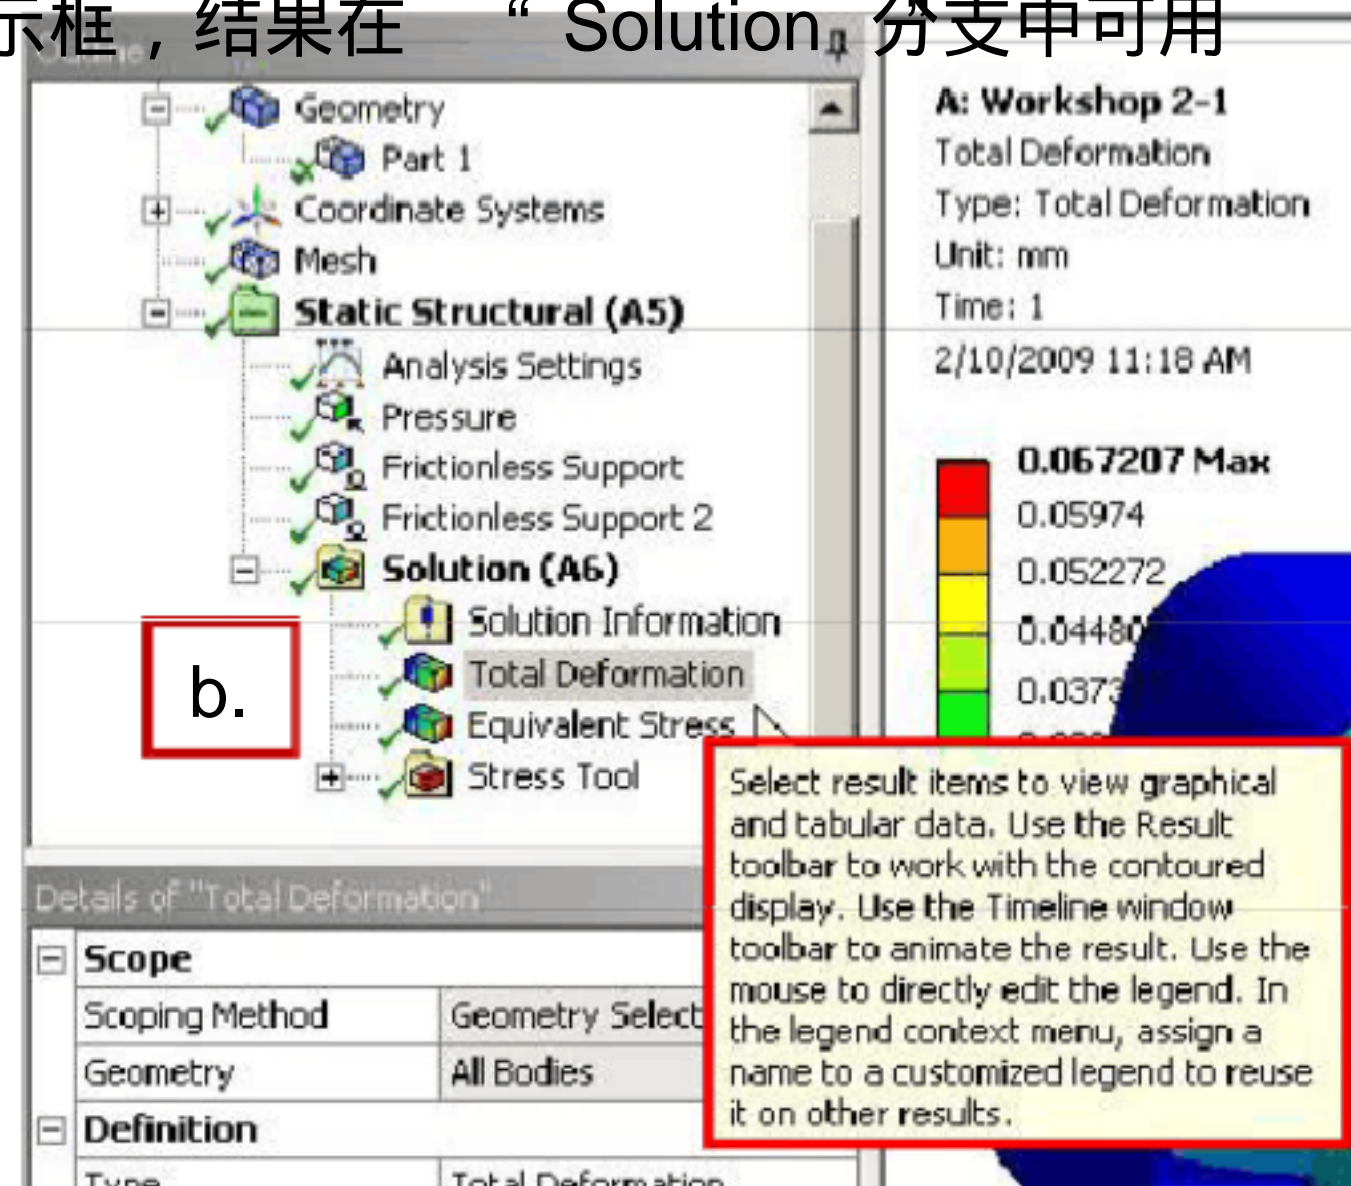 示框，结果在 “ Solution ” 分支中可用
Outline
Geometry
Part 1
Coordinate Systems
Mesh
Static Structural (A5)
Analysis Settings
Pressure
Frictionless Support
Frictionless Support 2
Solution (A6)
Solution Information
Total Deformation
Equivalent Stress
Stress Tool
b.
A: Workshop 2-1
Total Deformation
Type: Total Deformation
Unit: mm
Time: 1
2/10/2009 11:18 AM
0.067207 Max
0.05974
0.052272
Select result items to view graphical
and tabular data. Use the Result
toolbar to work with the contoured
display. Use the Timeline window
toolbar to animate the result. Use the
mouse to directly edit the legend. In
the legend context menu, assign a
name to a customized legend to reuse
it on other results.
Details of "Total Deformation"
Scope
Scoping Method Geometry Select
Geometry All Bodies
Definition
Type Total Deformation